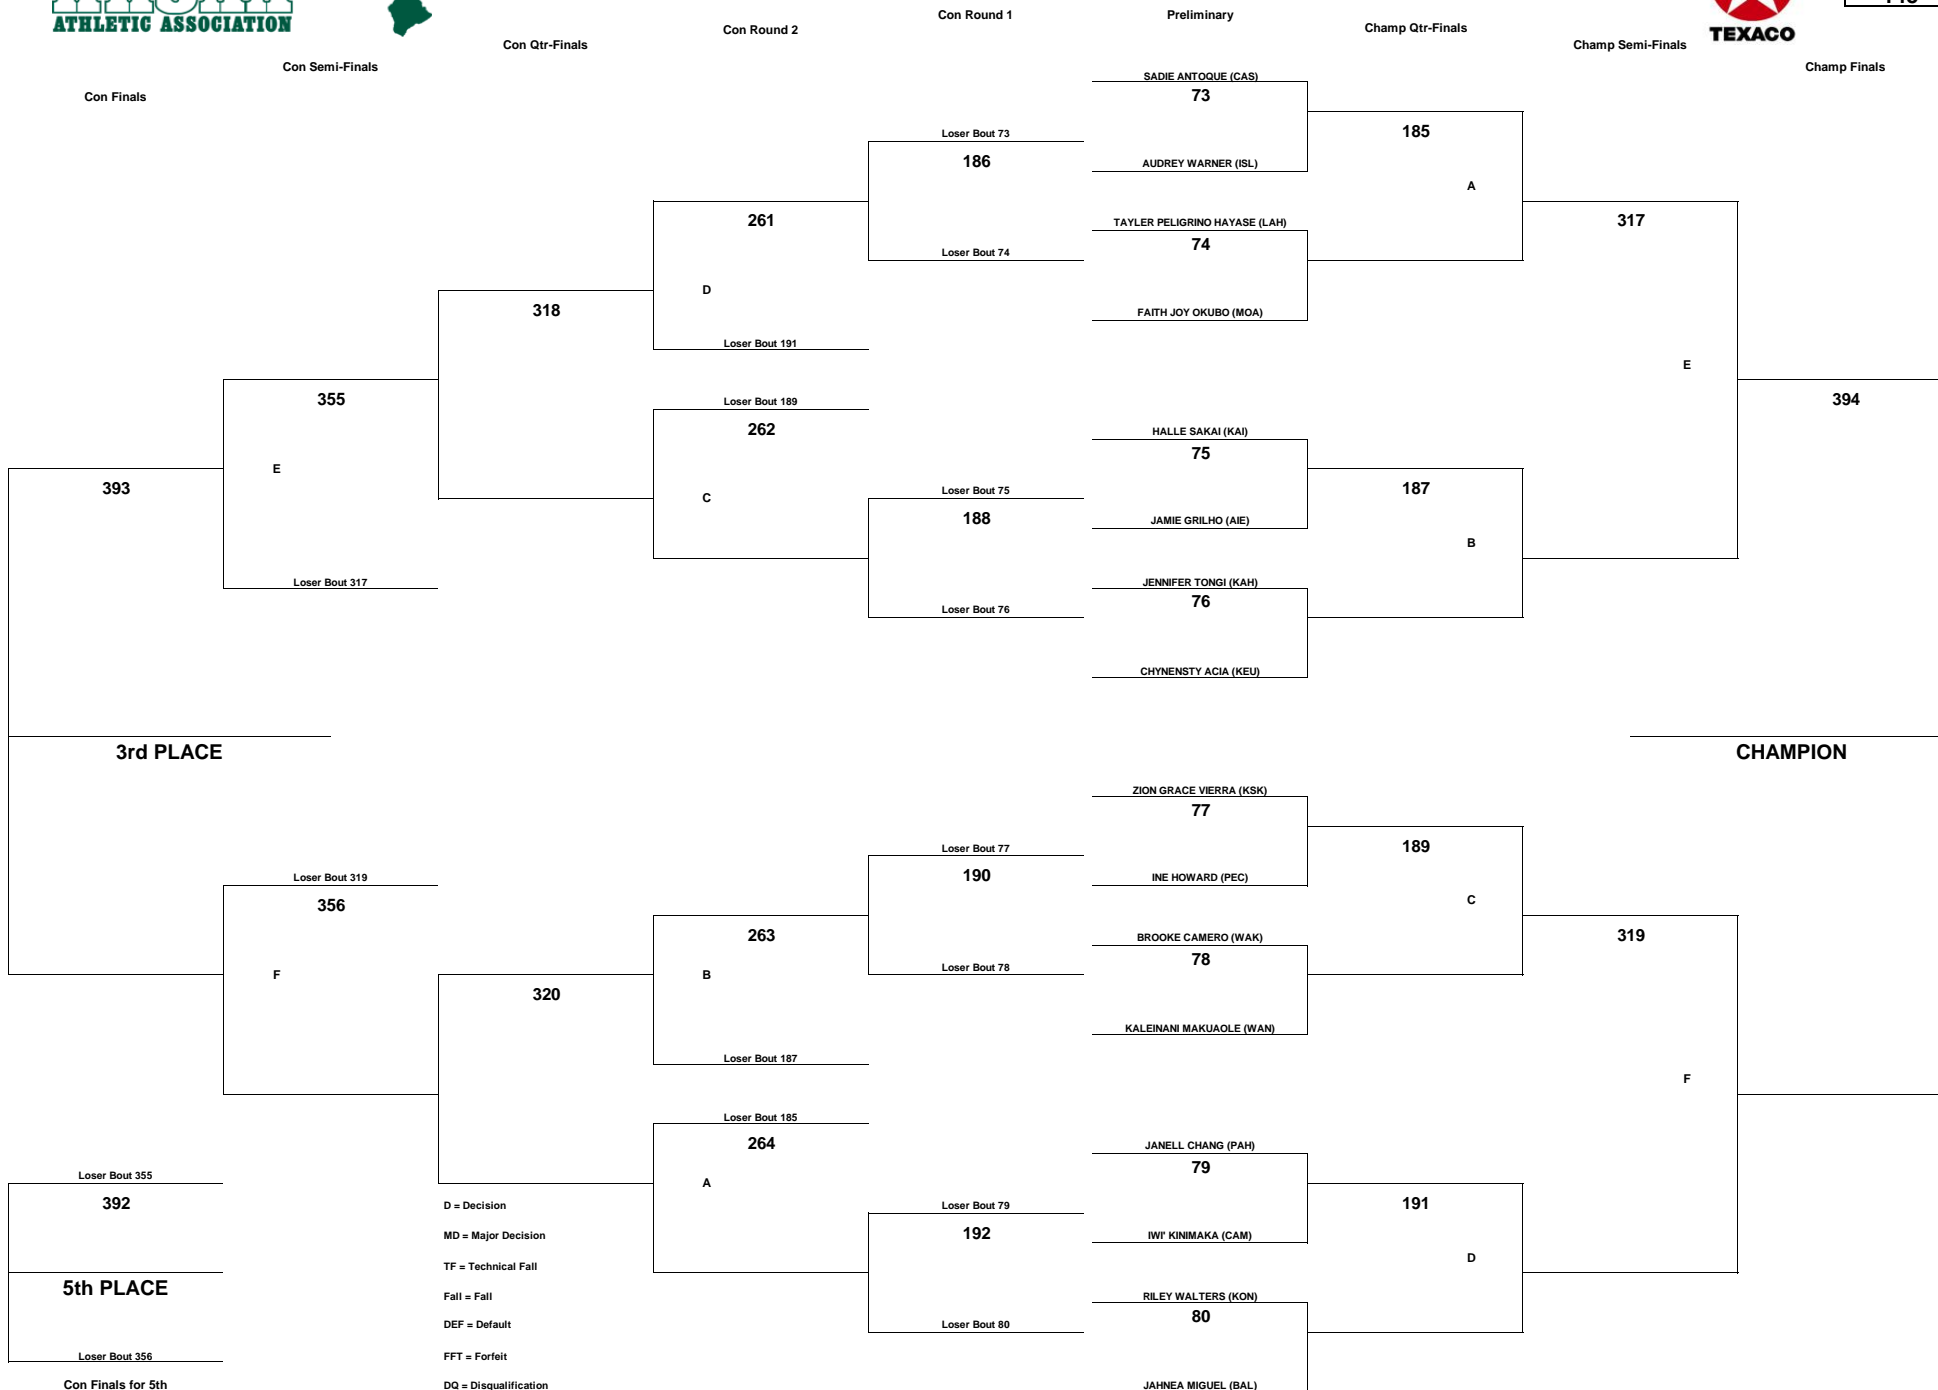 ATHLETIC ASSOCIATION
TEXACO
Con Finals
Con Semi-Finals
Con Qtr-Finals
Con Round 2
Con Round 1
Preliminary
Champ Qtr-Finals
Champ Semi-Finals
Champ Finals
SADIE ANTOQUE (CAS)
73
AUDREY WARNER (ISL)
TAYLER PELIGRINO HAYASE (LAH)
74
FAITH JOY OKUBO (MOA)
HALLE SAKAI (KAI)
75
JAMIE GRILHO (AIE)
JENNIFER TONGI (KAH)
76
CHYNENSTY ACIA (KEU)
ZION GRACE VIERRA (KSK)
77
INE HOWARD (PEC)
BROOKE CAMERO (WAK)
78
KALEINANI MAKUAOLE (WAN)
JANELL CHANG (PAH)
79
IWI' KINIMAKA (CAM)
RILEY WALTERS (KON)
80
JAHNEA MIGUEL (BAL)
185
A
187
B
189
C
191
D
317
E
319
F
394
CHAMPION
Loser Bout 73
186
Loser Bout 74
Loser Bout 75
188
Loser Bout 76
Loser Bout 77
190
Loser Bout 78
Loser Bout 79
192
Loser Bout 80
261
D
Loser Bout 191
Loser Bout 189
262
C
263
B
Loser Bout 187
Loser Bout 185
264
A
318
320
355
E
Loser Bout 317
Loser Bout 319
356
F
393
3rd PLACE
Loser Bout 355
392
5th PLACE
Loser Bout 356
Con Finals for 5th
D = Decision
MD = Major Decision
TF = Technical Fall
Fall = Fall
DEF = Default
FFT = Forfeit
DQ = Disqualification